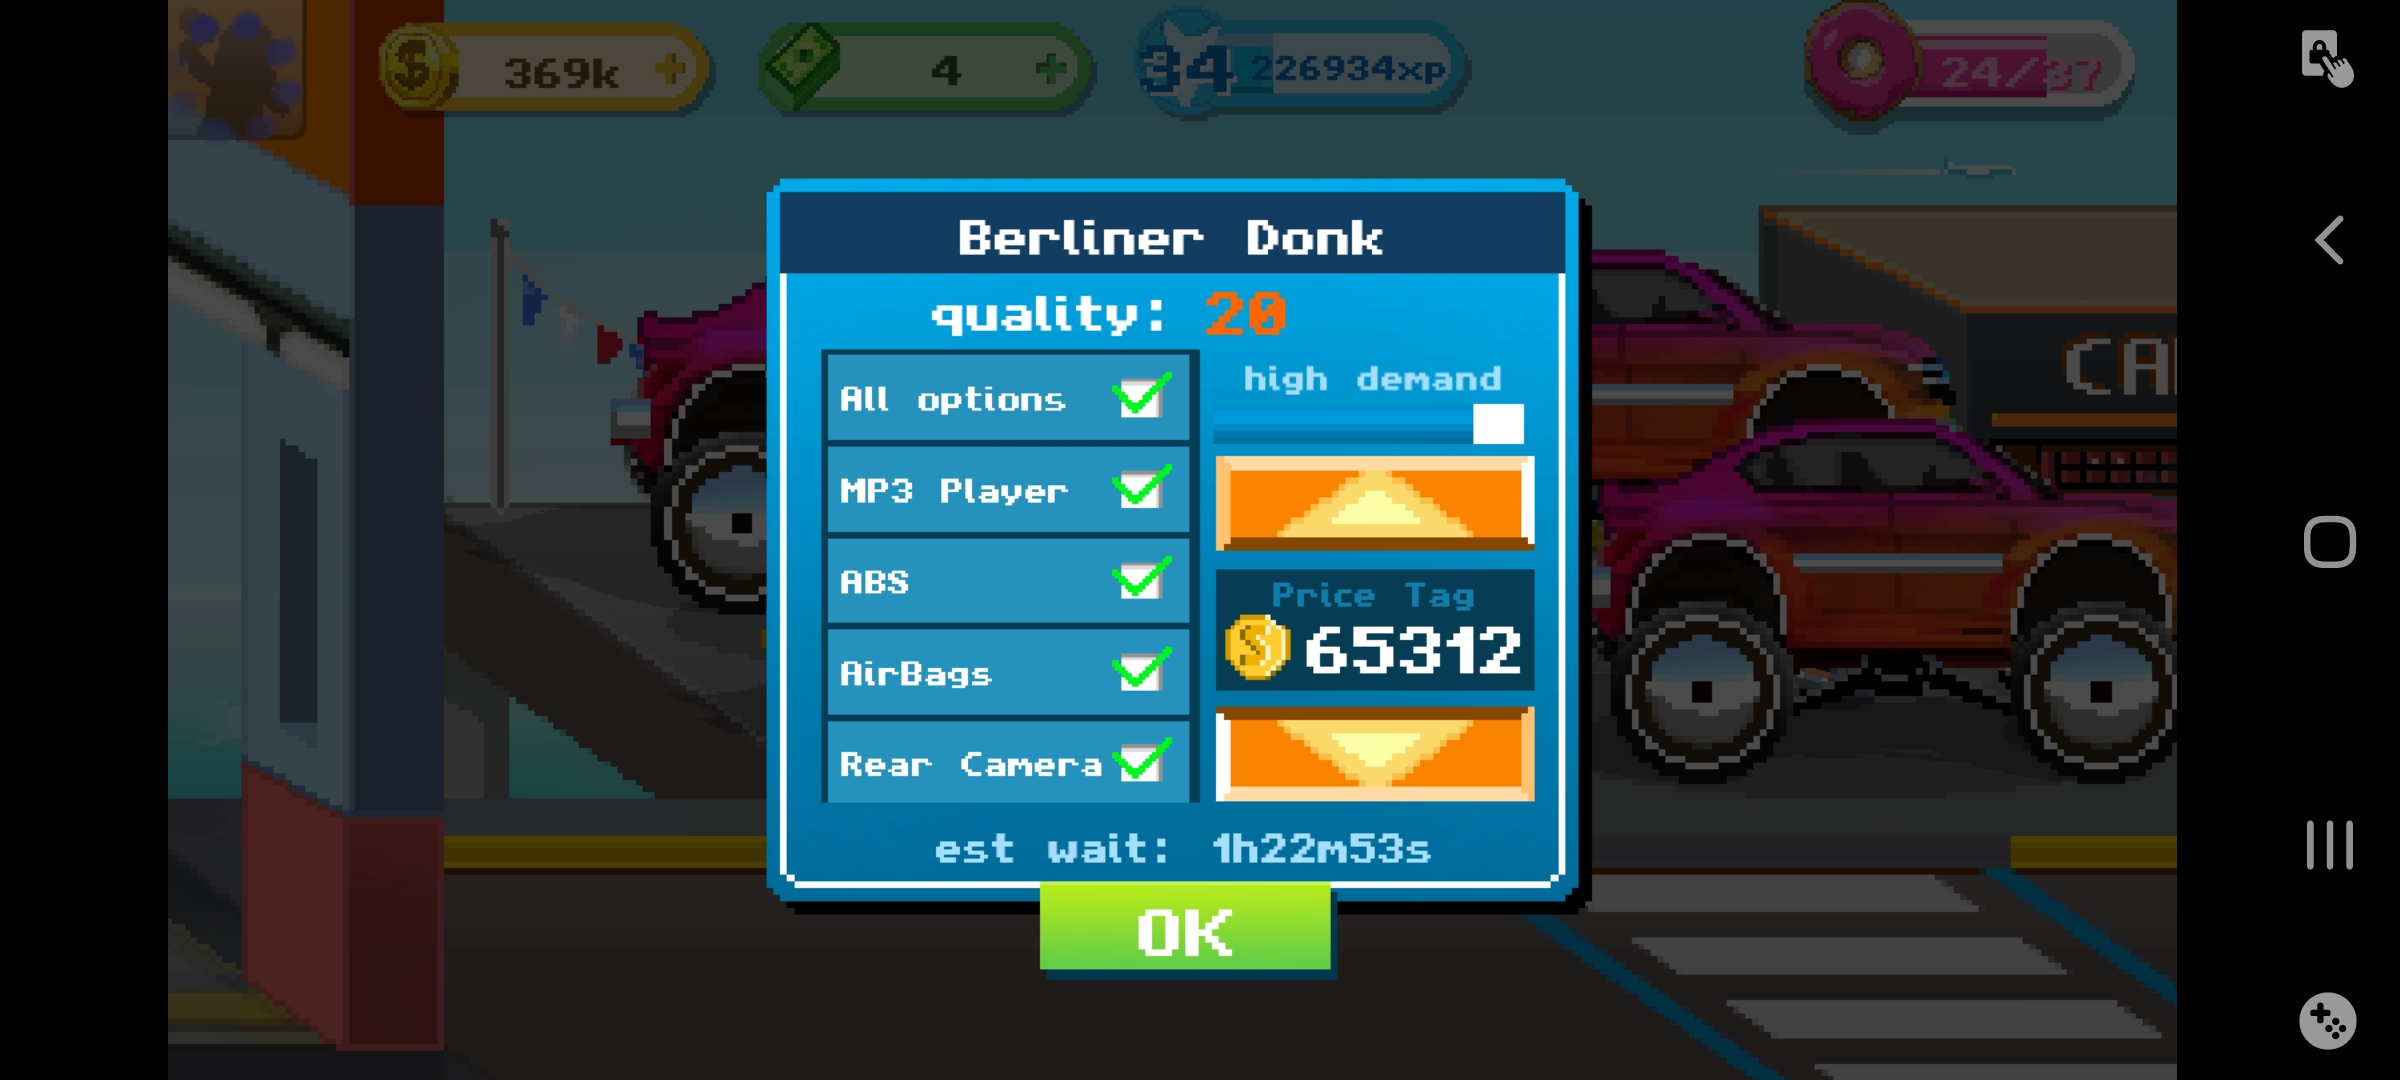 369k
4
34 226934xp
24/37
Berliner Donk
quality: 20
All options
MP3 Player
ABS
AirBags
Rear Camera
high demand
Price Tag
65312
est wait: 1h22m53s
OK